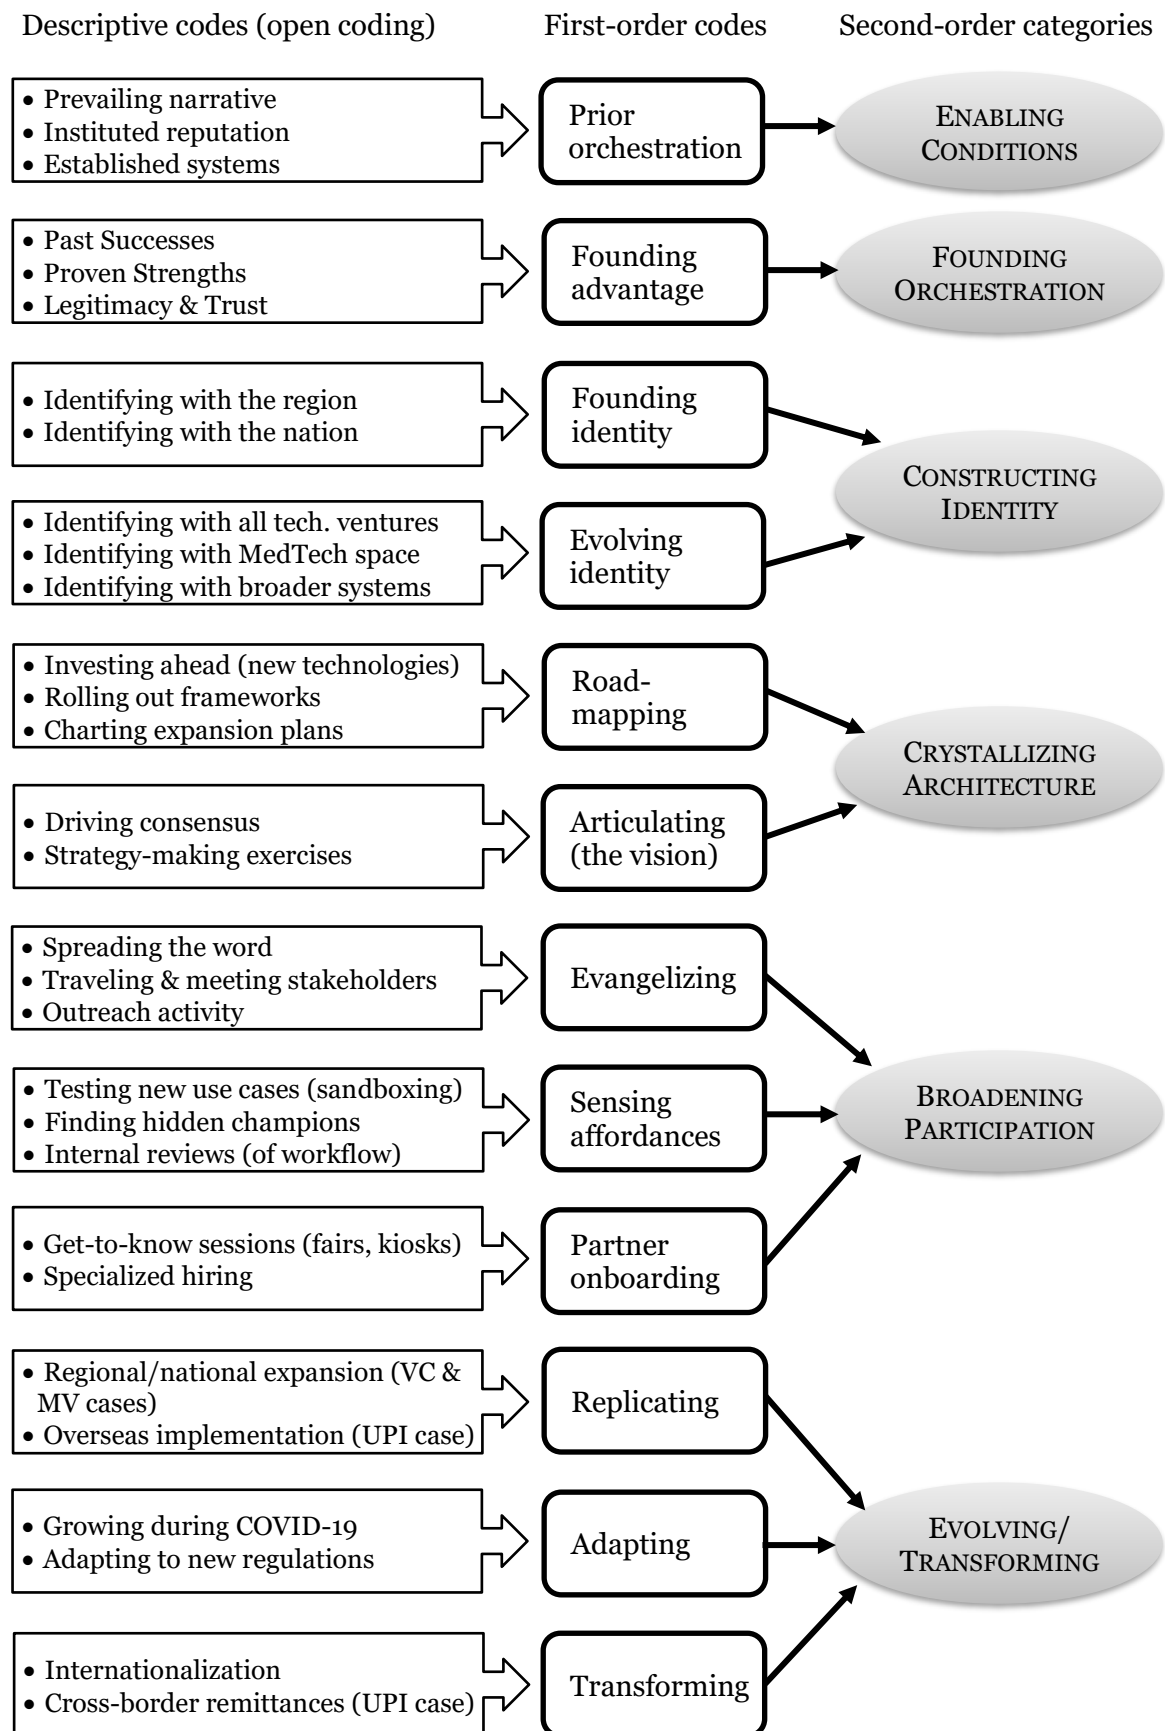 Descriptive codes (open coding)
First-order codes
Second-order categories
• Prevailing narrative
• Instituted reputation
• Established systems
Prior
orchestration
ENABLING
CONDITIONS
• Past Successes
• Proven Strengths
• Legitimacy & Trust
Founding
advantage
FOUNDING
ORCHESTRATION
• Identifying with the region
• Identifying with the nation
Founding
identity
• Identifying with all tech. ventures
• Identifying with MedTech space
• Identifying with broader systems
Evolving
identity
CONSTRUCTING
IDENTITY
• Investing ahead (new technologies)
• Rolling out frameworks
• Charting expansion plans
Road-
mapping
• Driving consensus
• Strategy-making exercises
Articulating
(the vision)
CRYSTALLIZING
ARCHITECTURE
• Spreading the word
• Traveling & meeting stakeholders
• Outreach activity
Evangelizing
• Testing new use cases (sandboxing)
• Finding hidden champions
• Internal reviews (of workflow)
Sensing
affordances
BROADENING
PARTICIPATION
• Get-to-know sessions (fairs, kiosks)
• Specialized hiring
Partner
onboarding
• Regional/national expansion (VC &
MV cases)
• Overseas implementation (UPI case)
Replicating
• Growing during COVID-19
• Adapting to new regulations
Adapting
EVOLVING/
TRANSFORMING
• Internationalization
• Cross-border remittances (UPI case)
Transforming